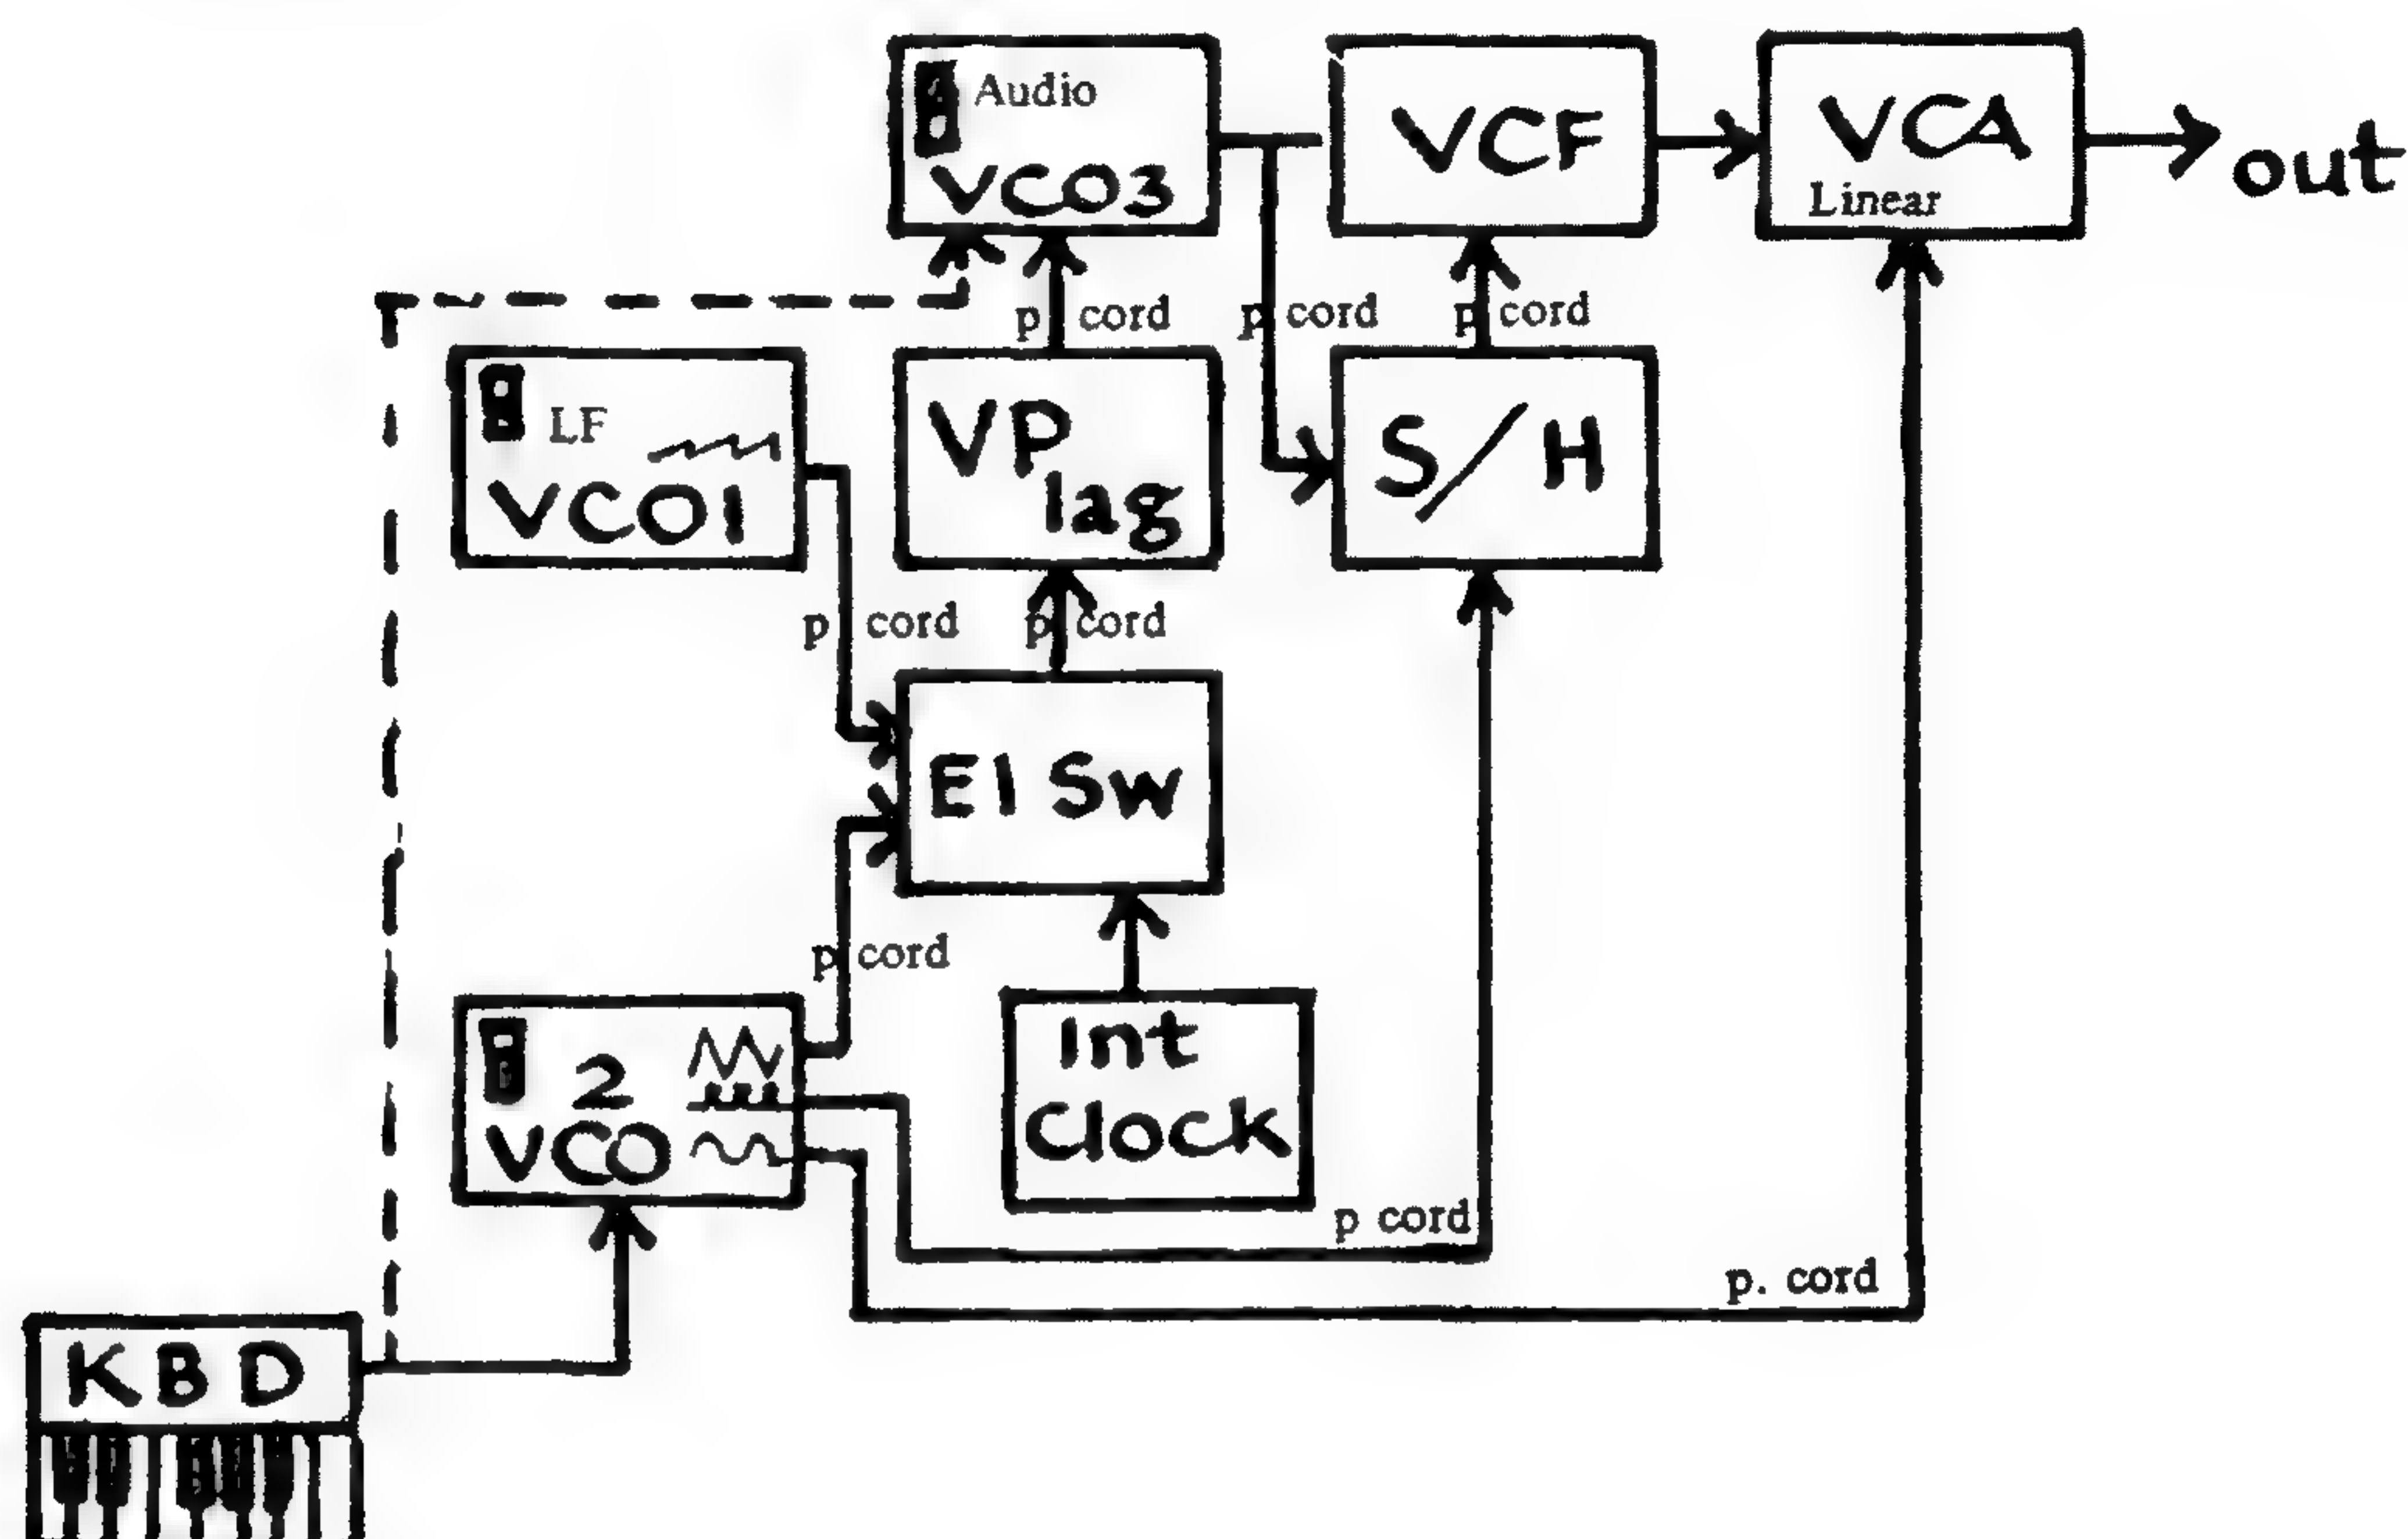 Audio
VCO3
VCF
VCA
Linear
out
p cord
p cord
p cord
LF
VCO1
VP
lag
S/H
p cord
p cord
El Sw
p cord
2
VCO
Int
Clock
p cord
p. cord
KBD